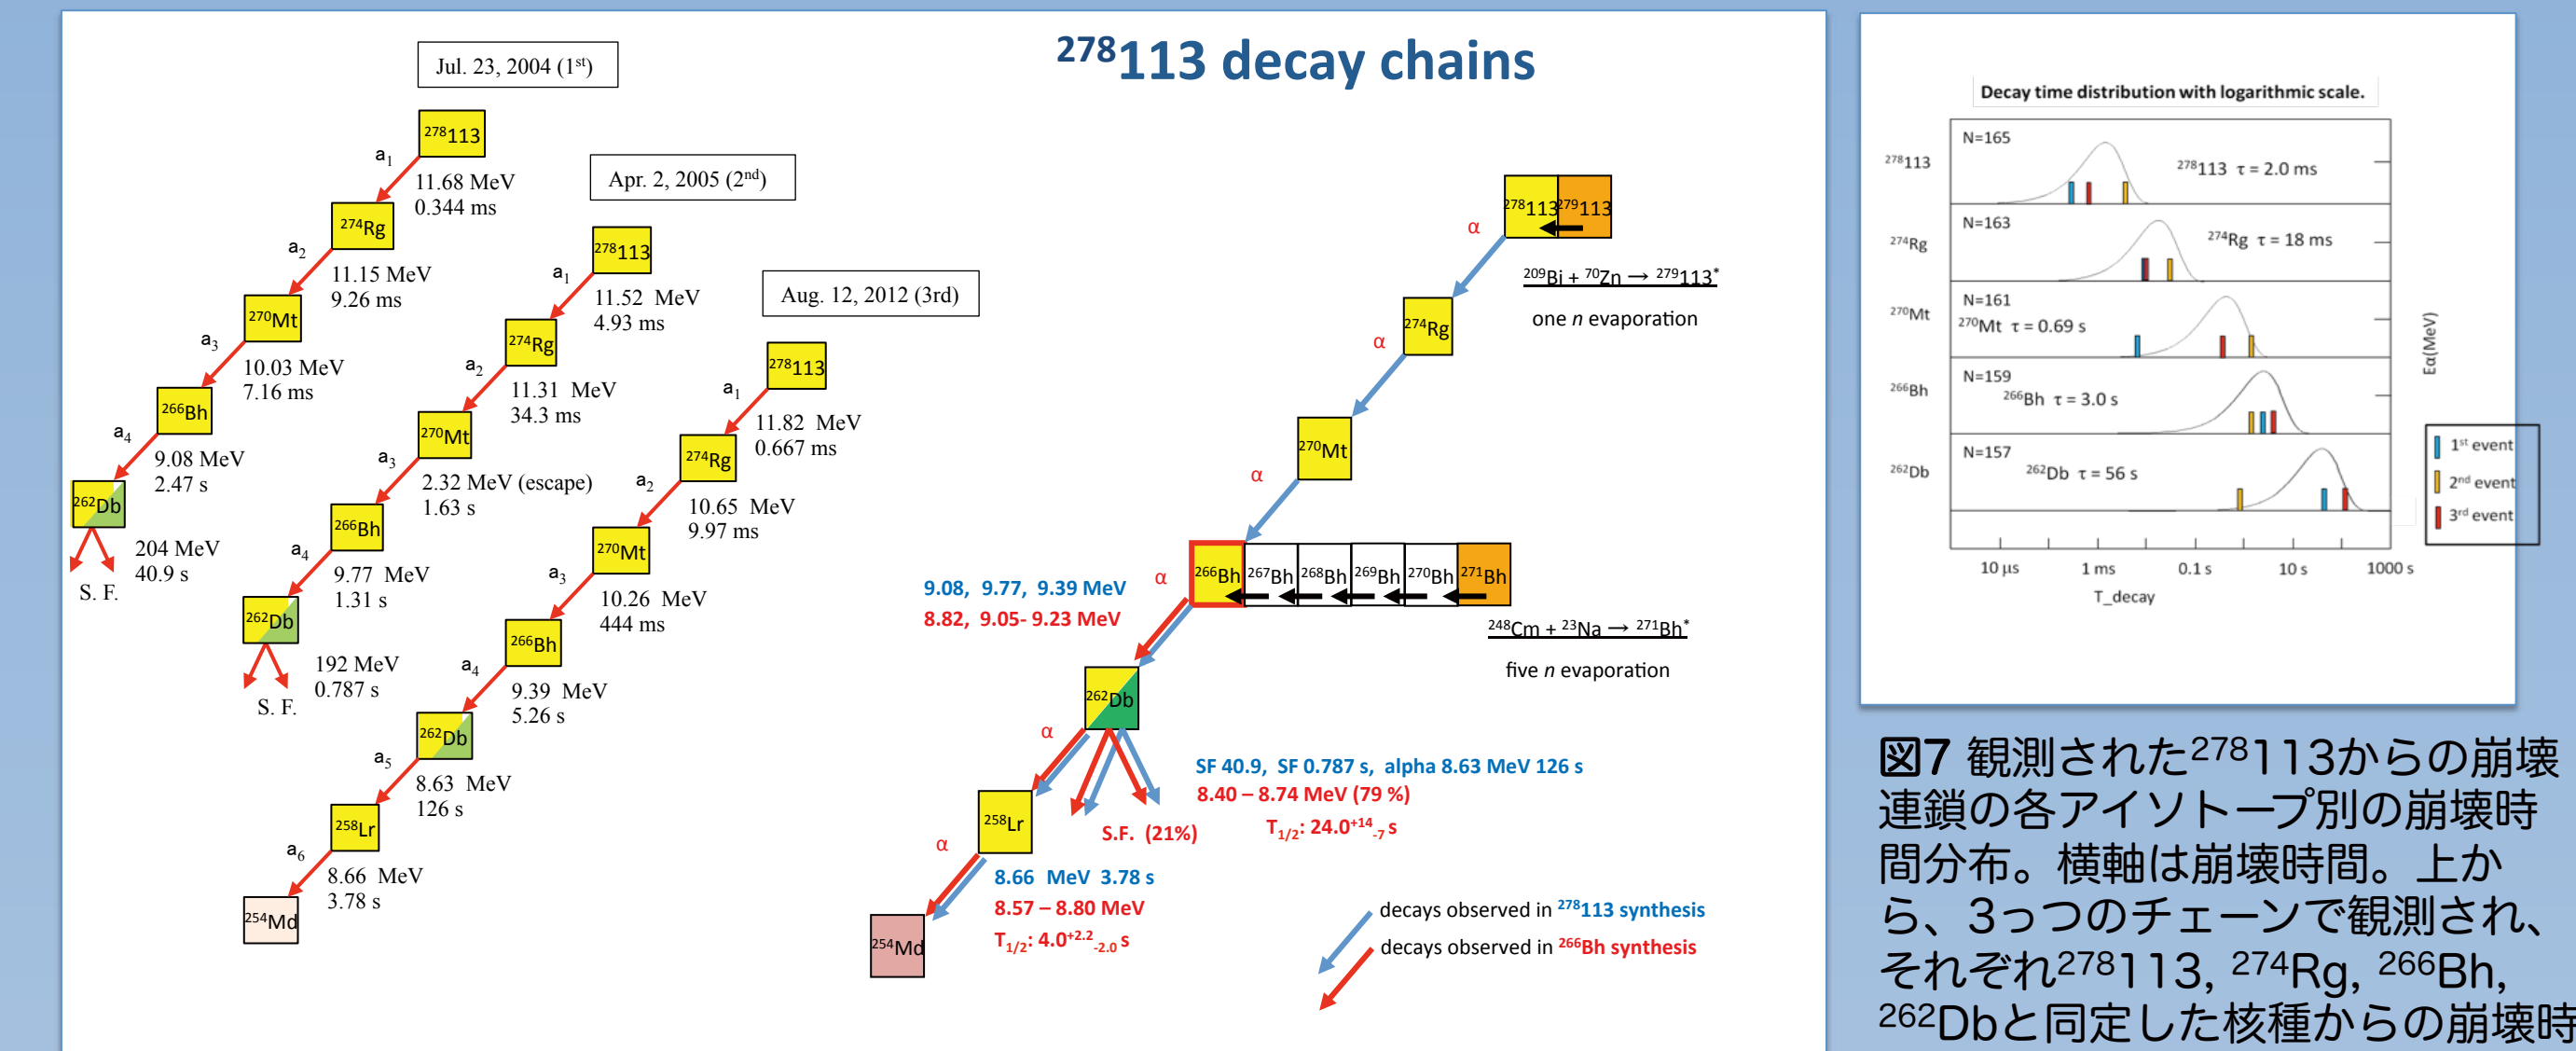 ²⁷⁸113 decay chains
Jul. 23, 2004 (1ˢᵗ)
²⁷⁸113
a₁
11.68 MeV
0.344 ms
²⁷⁴Rg
a₂
11.15 MeV
9.26 ms
²⁷⁰Mt
a₃
10.03 MeV
7.16 ms
²⁶⁶Bh
a₄
9.08 MeV
2.47 s
²⁶²Db
204 MeV
40.9 s
S. F.
Apr. 2, 2005 (2ⁿᵈ)
²⁷⁸113
a₁
11.52 MeV
4.93 ms
²⁷⁴Rg
a₂
11.31 MeV
34.3 ms
²⁷⁰Mt
a₃
2.32 MeV (escape)
1.63 s
²⁶⁶Bh
a₄
9.77 MeV
1.31 s
²⁶²Db
192 MeV
0.787 s
S. F.
Aug. 12, 2012 (3rd)
²⁷⁸113
a₁
11.82 MeV
0.667 ms
²⁷⁴Rg
a₂
10.65 MeV
9.97 ms
²⁷⁰Mt
a₃
10.26 MeV
444 ms
²⁶⁶Bh
a₄
9.39 MeV
5.26 s
²⁶²Db
a₅
8.63 MeV
126 s
²⁵⁸Lr
a₆
8.66 MeV
3.78 s
²⁵⁴Md
²⁷⁸113 ²⁷⁹113
α
²⁰⁹Bi + ⁷⁰Zn → ²⁷⁹113*
one n evaporation
²⁷⁴Rg
α
²⁷⁰Mt
α
²⁶⁶Bh ²⁶⁷Bh ²⁶⁸Bh ²⁶⁹Bh ²⁷⁰Bh ²⁷¹Bh
α
9.08, 9.77, 9.39 MeV
8.82, 9.05- 9.23 MeV
²⁴⁸Cm + ²³Na → ²⁷¹Bh*
five n evaporation
²⁶²Db
α
SF 40.9, SF 0.787 s, alpha 8.63 MeV 126 s
8.40 – 8.74 MeV (79 %)
T₁/₂: 24.0⁺¹⁴₋₇ s
S.F. (21%)
²⁵⁸Lr
α
8.66 MeV 3.78 s
8.57 – 8.80 MeV
T₁/₂: 4.0⁺²·²₋₂.₀ s
²⁵⁴Md
decays observed in ²⁷⁸113 synthesis
decays observed in ²⁶⁶Bh synthesis
Decay time distribution with logarithmic scale.
²⁷⁸113
N=165
²⁷⁸113 τ = 2.0 ms
²⁷⁴Rg
N=163
²⁷⁴Rg τ = 18 ms
²⁷⁰Mt
N=161
²⁷⁰Mt τ = 0.69 s
²⁶⁶Bh
N=159
²⁶⁶Bh τ = 3.0 s
²⁶²Db
N=157
²⁶²Db τ = 56 s
10 μs 1 ms 0.1 s 10 s 1000 s
T_decay
Eα(MeV)
1ˢᵗ event
2ⁿᵈ event
3ʳᵈ event
図7 観測された²⁷⁸113からの崩壊
連鎖の各アイソトープ別の崩壊時
間分布。横軸は崩壊時間。上か
ら、3っつのチェーンで観測され、
それぞれ²⁷⁸113, ²⁷⁴Rg, ²⁶⁶Bh,
²⁶²Dbと同定した核種からの崩壊時